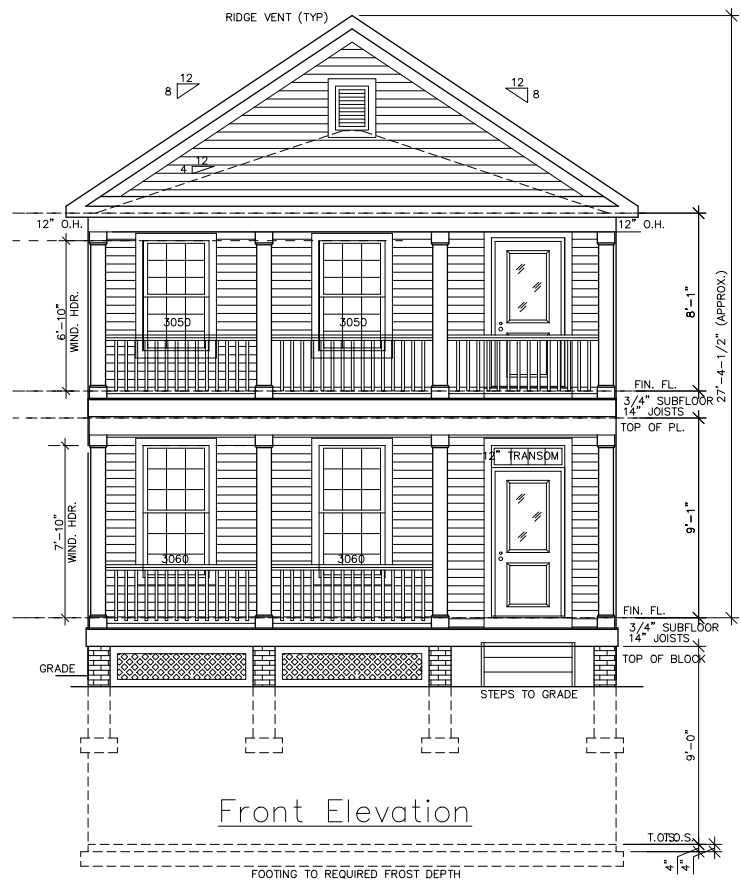 RIDGE VENT (TYP)
12
8
12
8
12
4
12" O.H.
12" O.H.
6'-10"
WIND. HDR.
3050
3050
8'-1"
27'-4-1/2" (APPROX.)
FIN. FL.
3/4" SUBFLOOR
14" JOISTS
TOP OF PL.
12" TRANSOM
7'-10"
WIND. HDR.
9'-1"
3060
3060
FIN. FL.
3/4" SUBFLOOR
14" JOISTS
TOP OF BLOCK
GRADE
STEPS TO GRADE
9'-0"
Front Elevation
T.O.S.
T.O.S.
4"
4"
FOOTING TO REQUIRED FROST DEPTH